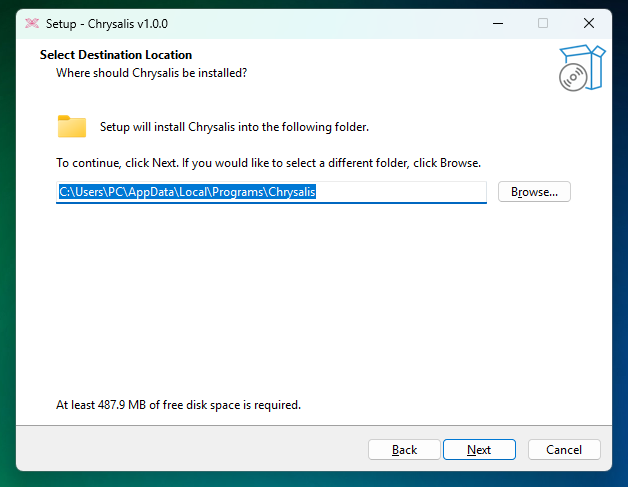 Setup - Chrysalis v1.0.0
Select Destination Location
Where should Chrysalis be installed?
Setup will install Chrysalis into the following folder.
To continue, click Next. If you would like to select a different folder, click Browse.
C:\Users\PC\AppData\Local\Programs\Chrysalis
Browse...
At least 487.9 MB of free disk space is required.
Back
Next
Cancel